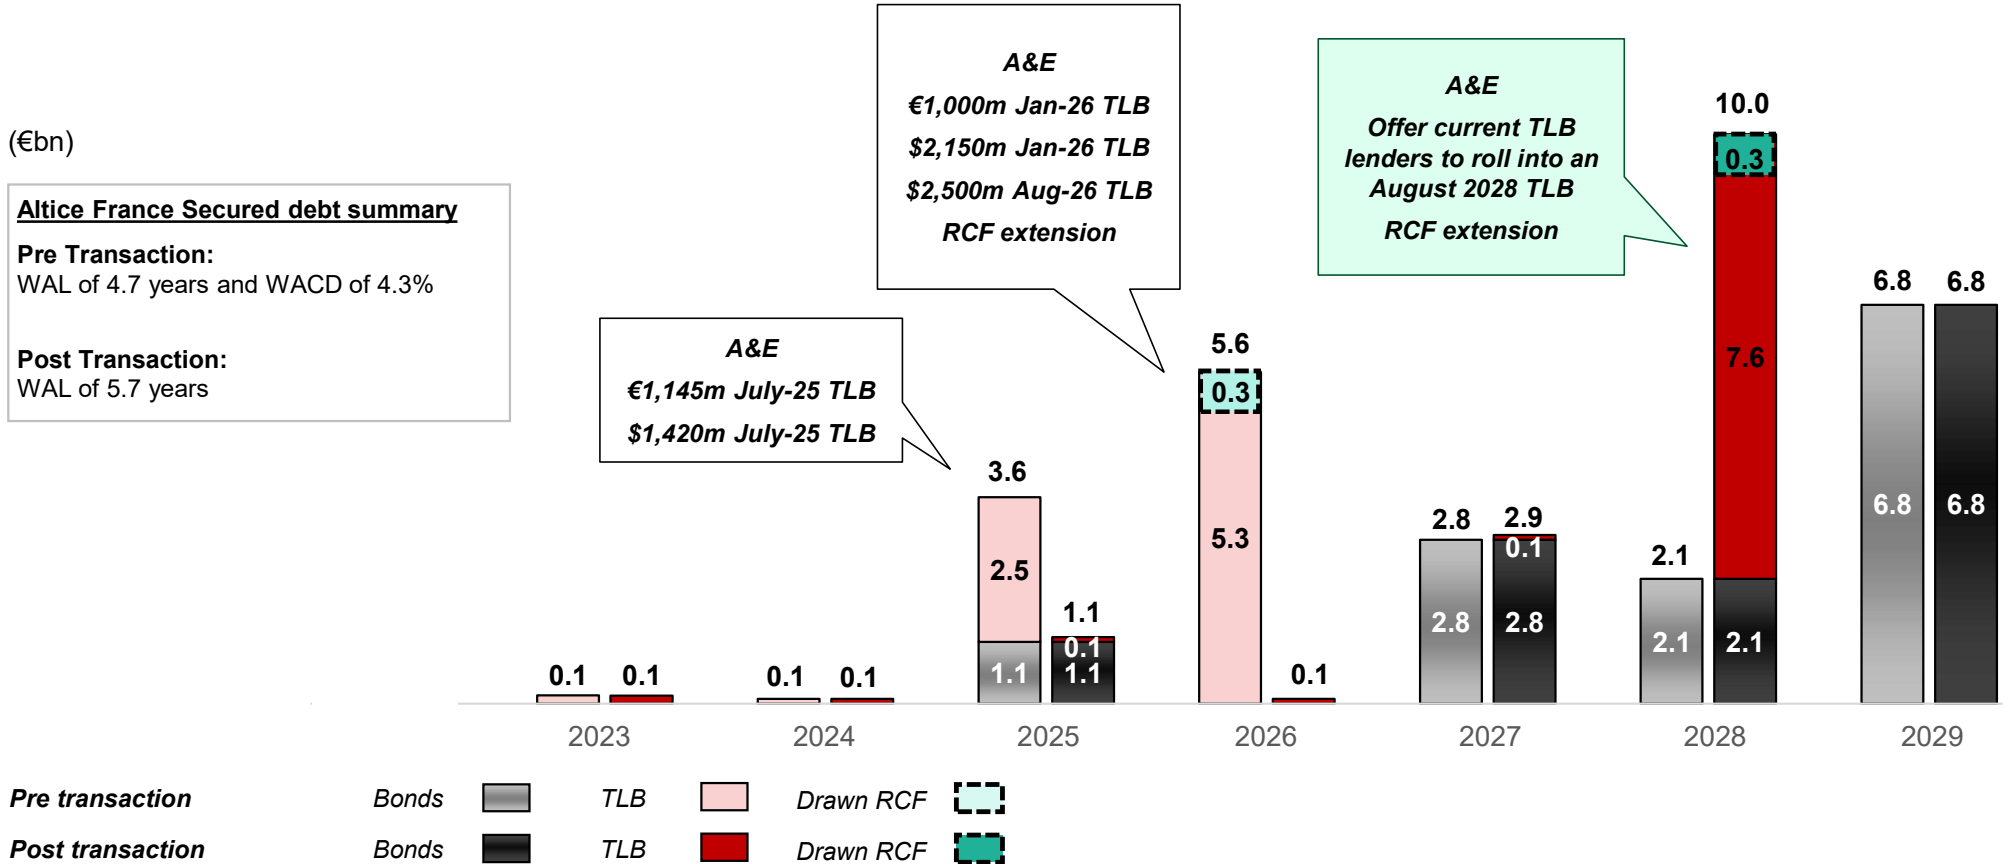 (€bn)
Altice France Secured debt summary
Pre Transaction:
WAL of 4.7 years and WACD of 4.3%
Post Transaction:
WAL of 5.7 years
A&E
€1,145m July-25 TLB
$1,420m July-25 TLB
A&E
€1,000m Jan-26 TLB
$2,150m Jan-26 TLB
$2,500m Aug-26 TLB
RCF extension
A&E
Offer current TLB
lenders to roll into an
August 2028 TLB
RCF extension
0.1 0.1
0.1 0.1
3.6
2.5
1.1
1.1
0.1
1.1
5.6
0.3
5.3
0.1
2.8
2.8
2.9
0.1
2.8
2.1
2.1
10.0
0.3
7.6
2.1
6.8 6.8
6.8 6.8
2023 2024 2025 2026 2027 2028 2029
Pre transaction Bonds TLB Drawn RCF
Post transaction Bonds TLB Drawn RCF